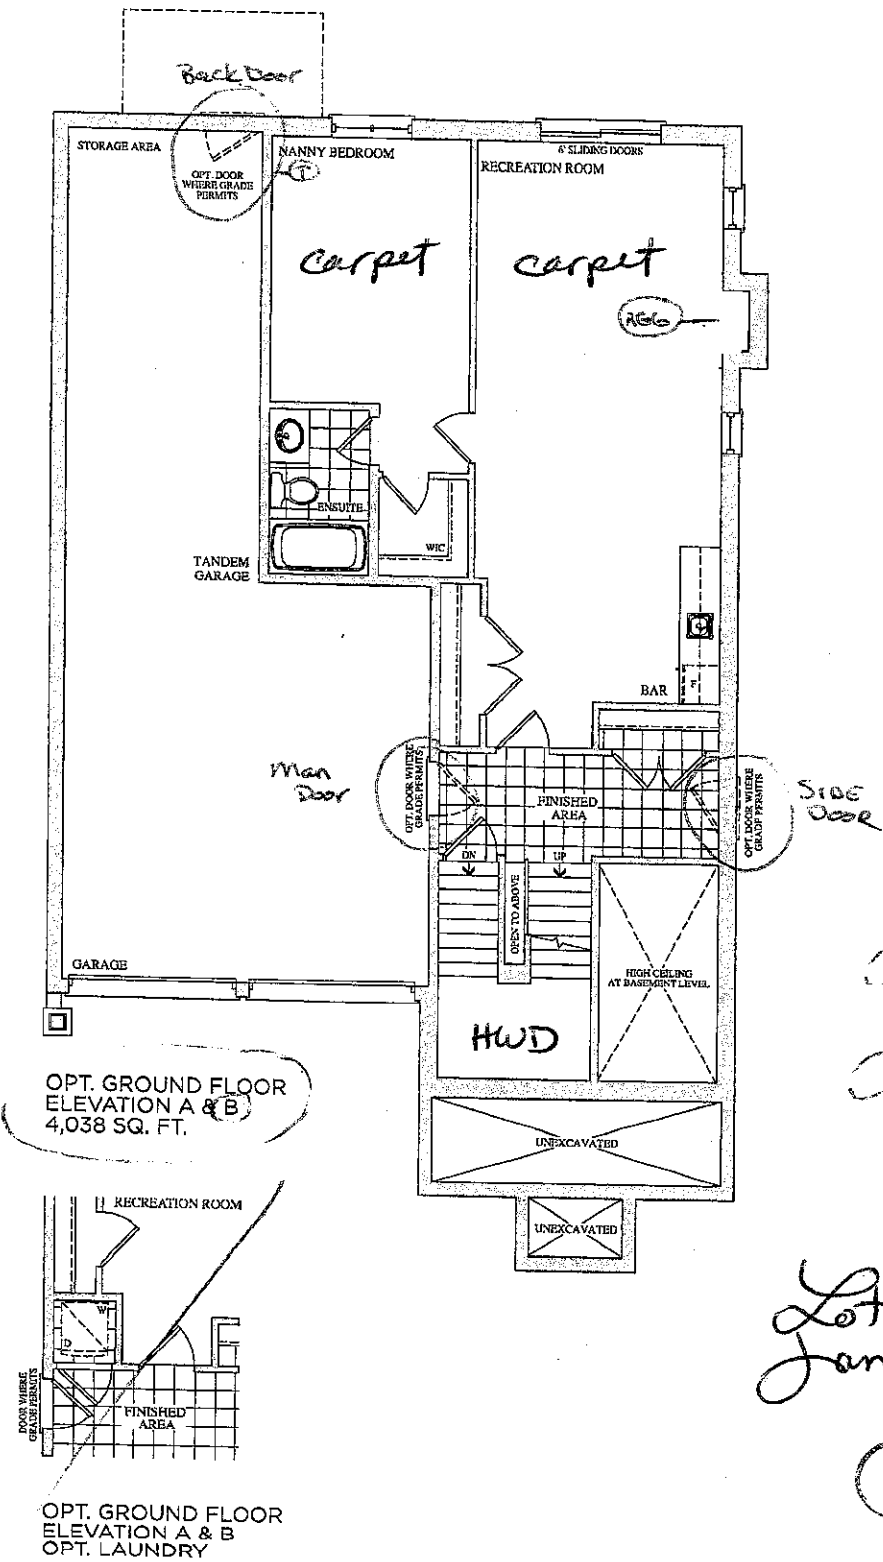 Back Door
STORAGE AREA
OPT. DOOR
WHERE GRADE
PERMITS
NANNY BEDROOM
6' SLIDING DOORS
RECREATION ROOM
carpet
carpet
ENSUITE
WIC
TANDEM
GARAGE
BAR
Man
Door
OPT. DOOR WHERE
GRADE PERMITS
FINISHED
AREA
OPT. DOOR WHERE
GRADE PERMITS
SIDE
Door
DN
UP
OPEN TO ABOVE
GARAGE
HIGH CEILING
AT BASEMENT LEVEL
HWD
OPT. GROUND FLOOR
ELEVATION A & B
4,038 SQ. FT.
UNEXCAVATED
UNEXCAVATED
RECREATION ROOM
W
D
DOOR WHERE
GRADE PERMITS
FINISHED
AREA
Lot
OPT. GROUND FLOOR
ELEVATION A & B
OPT. LAUNDRY